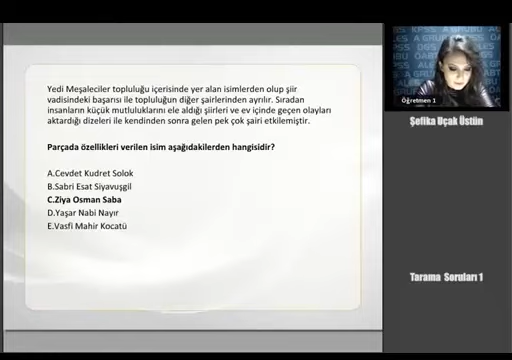 Yedi Meşaleciler topluluğu içerisinde yer alan isimlerden olup şiir
vadisindeki başarısı ile topluluğun diğer şairlerinden ayrılır. Sıradan
insanların küçük mutluluklarını ele aldığı şiirleri ve ev içinde geçen olayları
aktardığı dizeleri ile kendinden sonra gelen pek çok şairi etkilemiştir.
Parçada özellikleri verilen isim aşağıdakilerden hangisidir?
A.Cevdet Kudret Solok
B.Sabri Esat Siyavuşgil
C.Ziya Osman Saba
D.Yaşar Nabi Nayır
E.Vasfi Mahir Kocatü
Öğretmen 1
Şefika Uçak Üstün
Tarama Soruları 1